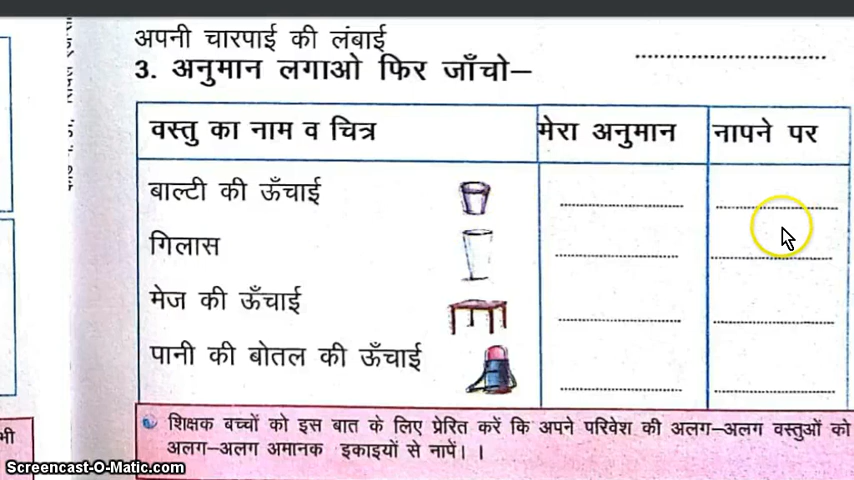 अपनी चारपाई की लंबाई ..............................
3. अनुमान लगाओ फिर जाँचो—
वस्तु का नाम व चित्र मेरा अनुमान नापने पर
बाल्टी की ऊँचाई .................... ....................
गिलास .................... ....................
मेज की ऊँचाई .................... ....................
पानी की बोतल की ऊँचाई .................... ....................
शिक्षक बच्चों को इस बात के लिए प्रेरित करें कि अपने परिवेश की अलग–अलग वस्तुओं को
अलग–अलग अमानक इकाइयों से नापें। ।
भी
Screencast-O-Matic.com